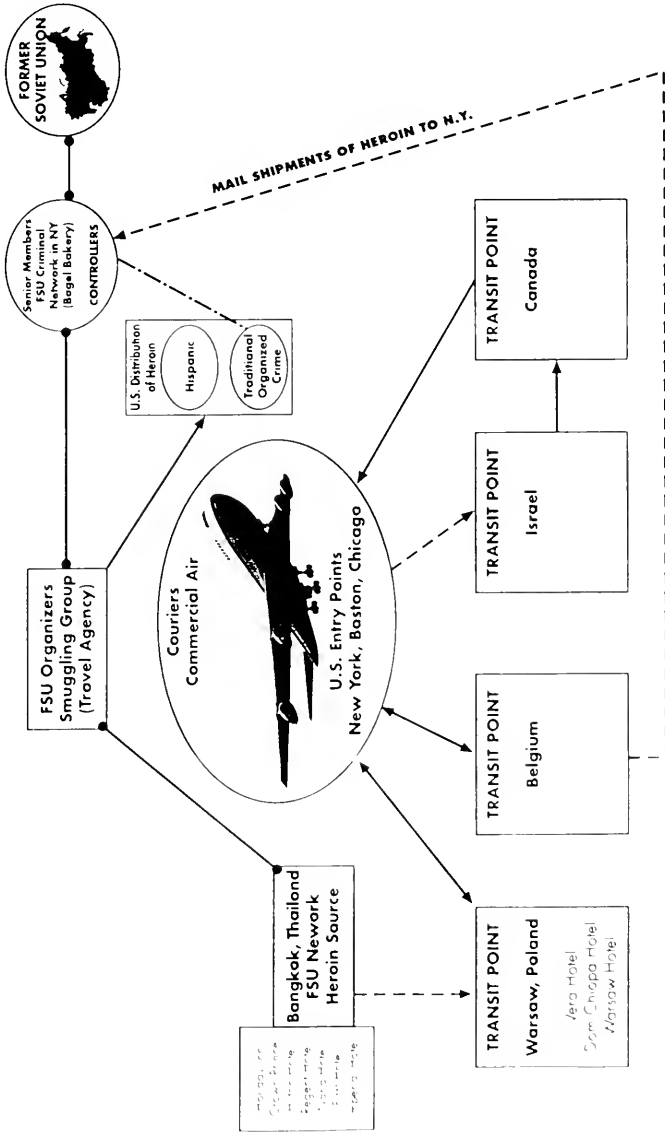 FORMER
SOVIET UNION
Senior Members
FSU Criminal
Network in NY
(Bagel Bakery)
CONTROLLERS
FSU Organizers
Smuggling Group
(Travel Agency)
MAIL SHIPMENTS OF HEROIN TO N.Y.
U.S. Distribution
of Heroin
Hispanic
Traditianal
Organized
Crime
Couriers
Commercial Air
U.S. Entry Points
New York, Baston, Chicago
Bangkok, Thailand
FSU Nework
Heroin Saurce
TRANSIT POINT
Warsaw, Poland
Vera Hotel
Warsaw Hotel
TRANSIT POINT
Belgium
TRANSIT POINT
Israel
TRANSIT POINT
Canada